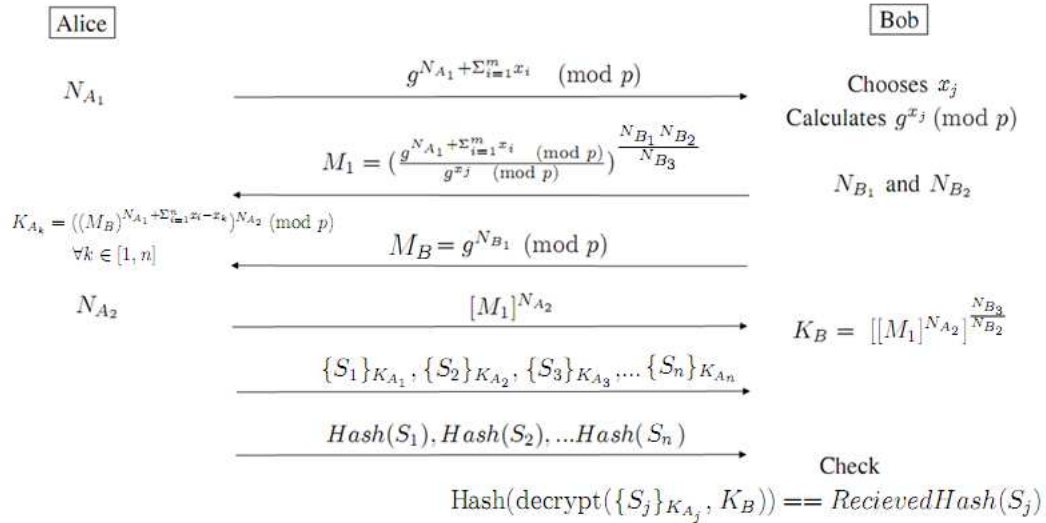 Alice
Bob
N_{A_1}
g^{N_{A_1}+Σ_{i=1}^{m} x_i} (mod p)
Chooses x_j
Calculates g^{x_j} (mod p)
M_1 = (\frac{g^{N_{A_1}+Σ_{i=1}^{m} x_i} (mod p)}{g^{x_j} (mod p)})^{\frac{N_{B_1} N_{B_2}}{N_{B_3}}}
N_{B_1} and N_{B_2}
K_{A_k} = ((M_B)^{N_{A_1}+Σ_{i=1}^{n} x_i − x_k})^{N_{A_2}} (mod p)
∀k ∈ [1, n]
M_B = g^{N_{B_1}} (mod p)
N_{A_2}
[M_1]^{N_{A_2}}
K_B = [[M_1]^{N_{A_2}}]^{\frac{N_{B_3}}{N_{B_2}}}
{S_1}_{K_{A_1}}, {S_2}_{K_{A_2}}, {S_3}_{K_{A_3}},... {S_n}_{K_{A_n}}
Hash(S_1), Hash(S_2), ...Hash(S_n)
Check
Hash(decrypt({S_j}_{K_{A_j}}, K_B)) == RecievedHash(S_j)